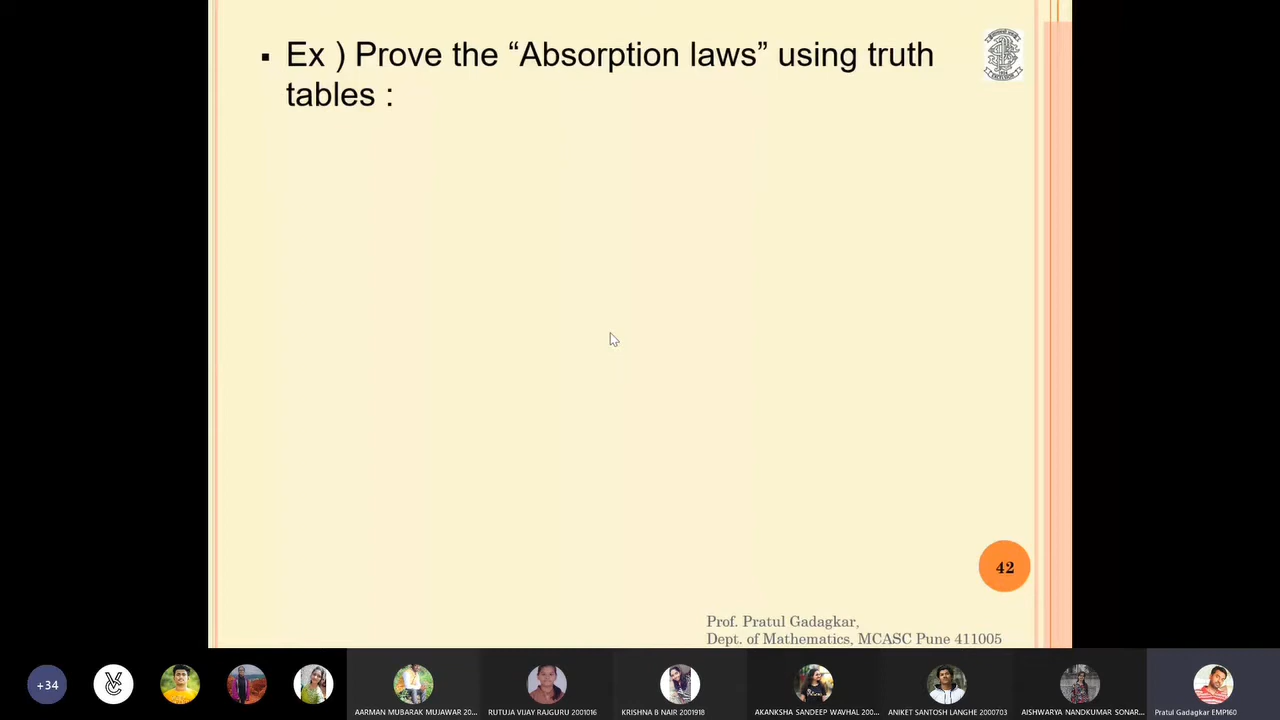 ▪ Ex ) Prove the “Absorption laws” using truth
tables :
42
Prof. Pratul Gadagkar,
Dept. of Mathematics, MCASC Pune 411005
+34
AARMAN MUBARAK MUJAWAR 20...
RUTUJA VIJAY RAJGURU 2001016
KRISHNA B NAIR 2001918
AKANKSHA SANDEEP WAVHAL 200...
ANIKET SANTOSH LANGHE 2000703
AISHWARYA NANDKUMAR SONAR...
Pratul Gadagkar EMP160